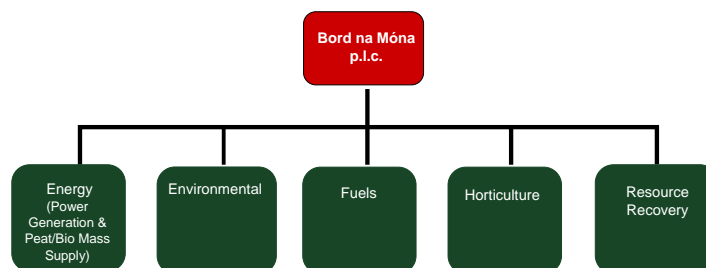 Bord na Móna
p.l.c.
Energy
(Power
Generation &
Peat/Bio Mass
Supply)
Environmental
Fuels
Horticulture
Resource
Recovery